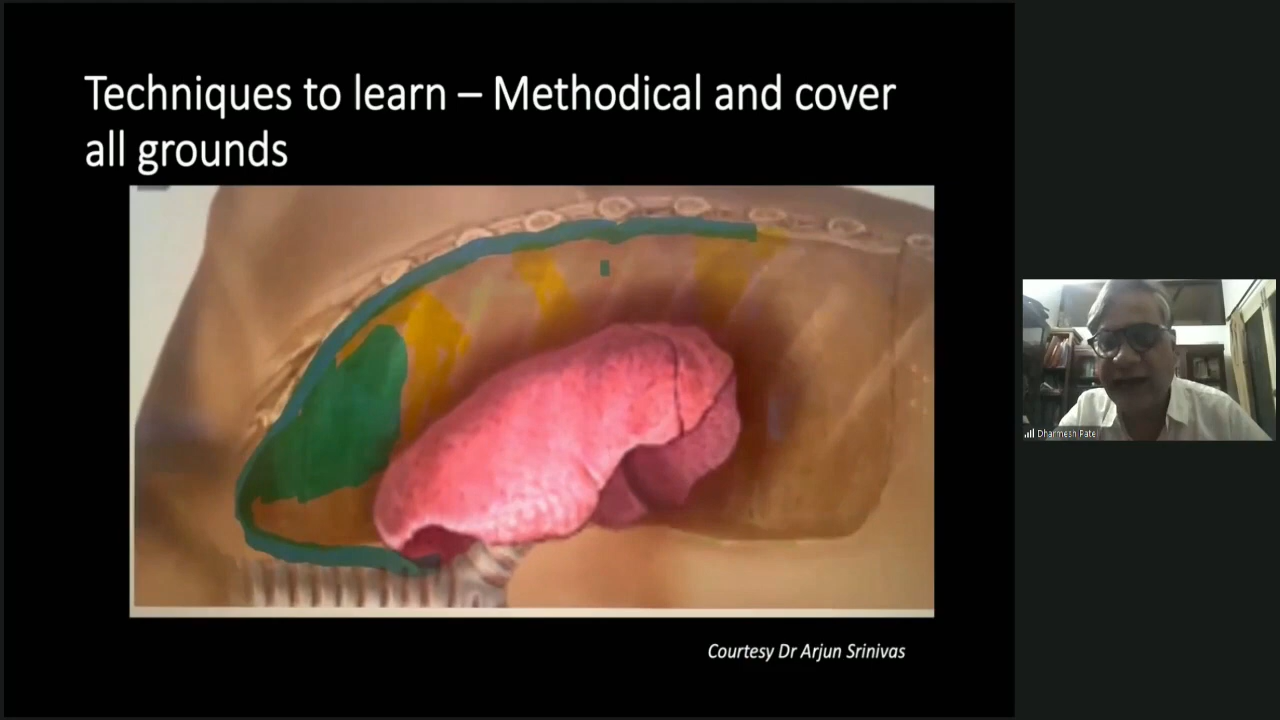 Techniques to learn – Methodical and cover
all grounds
Courtesy Dr Arjun Srinivas
Dharmesh Patel